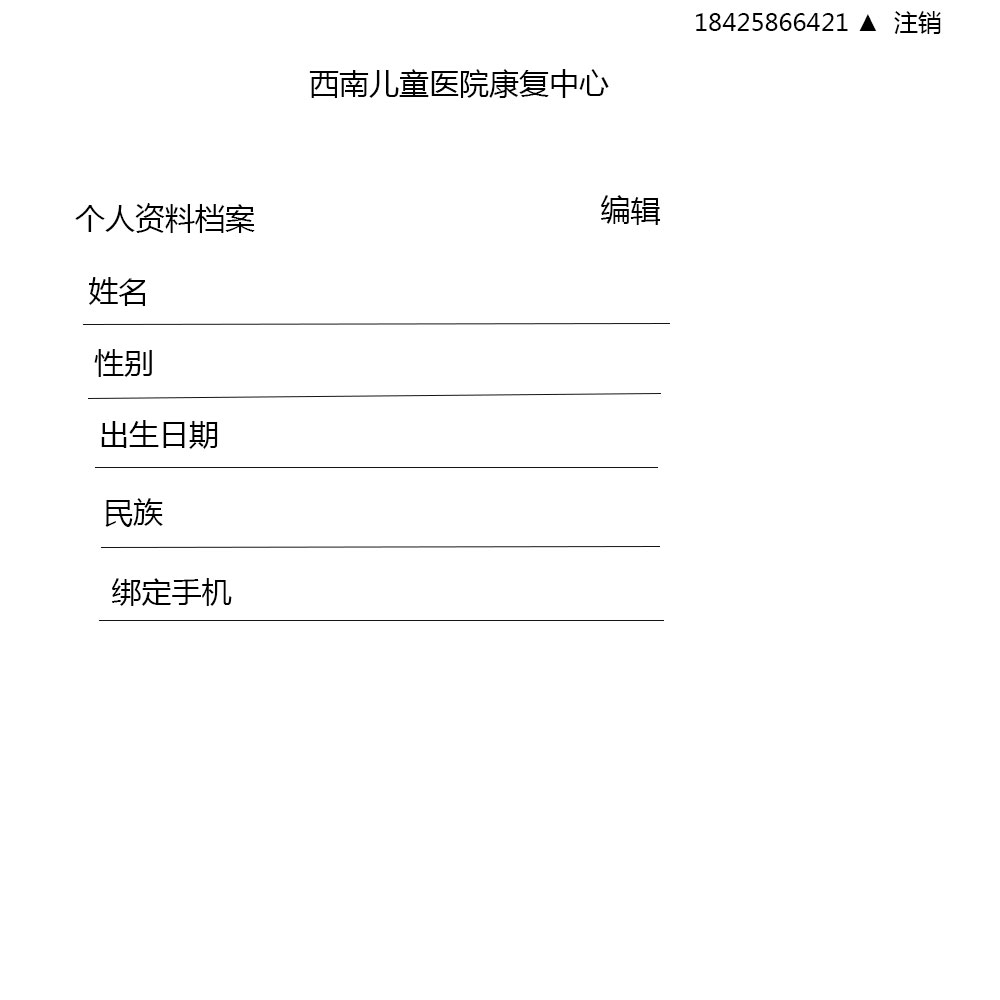 18425866421 ▲ 注销
西南儿童医院康复中心
个人资料档案 编辑
姓名
性别
出生日期
民族
绑定手机